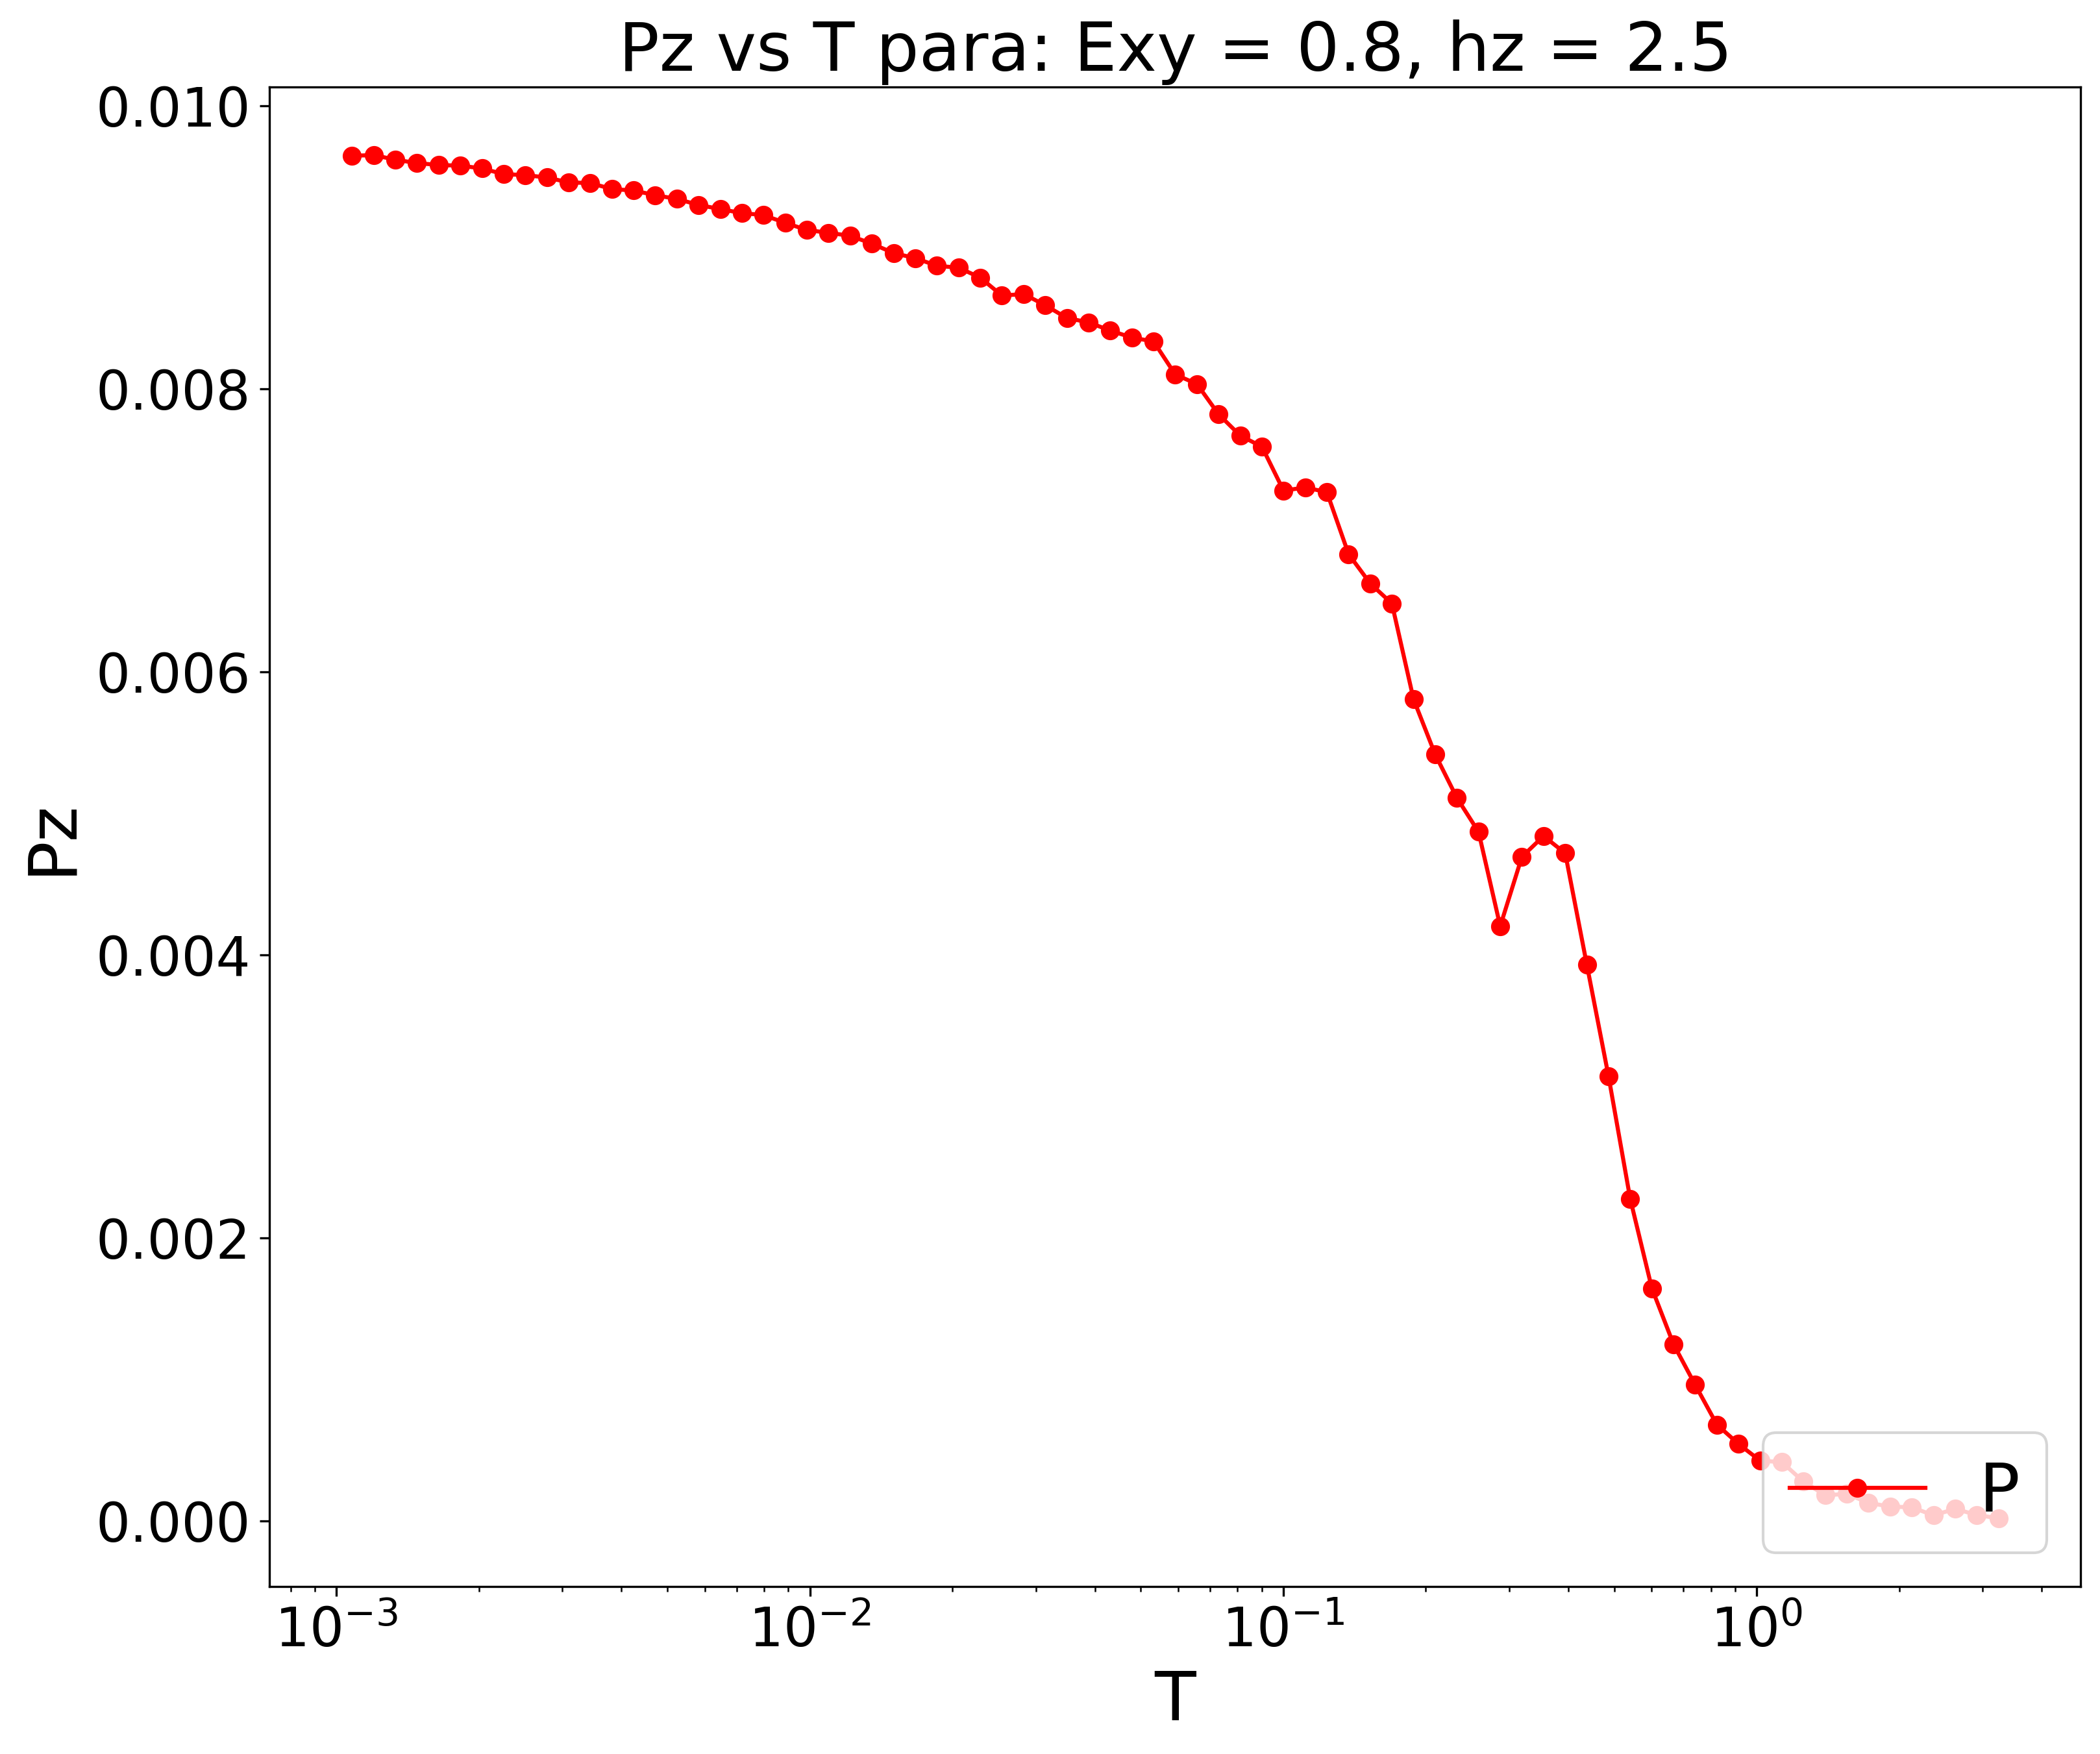 Pz vs T para: Exy = 0.8, hz = 2.5
0.010
0.008
0.006
0.004
0.002
0.000
Pz
P
10⁻³ 10⁻² 10⁻¹ 10⁰
T